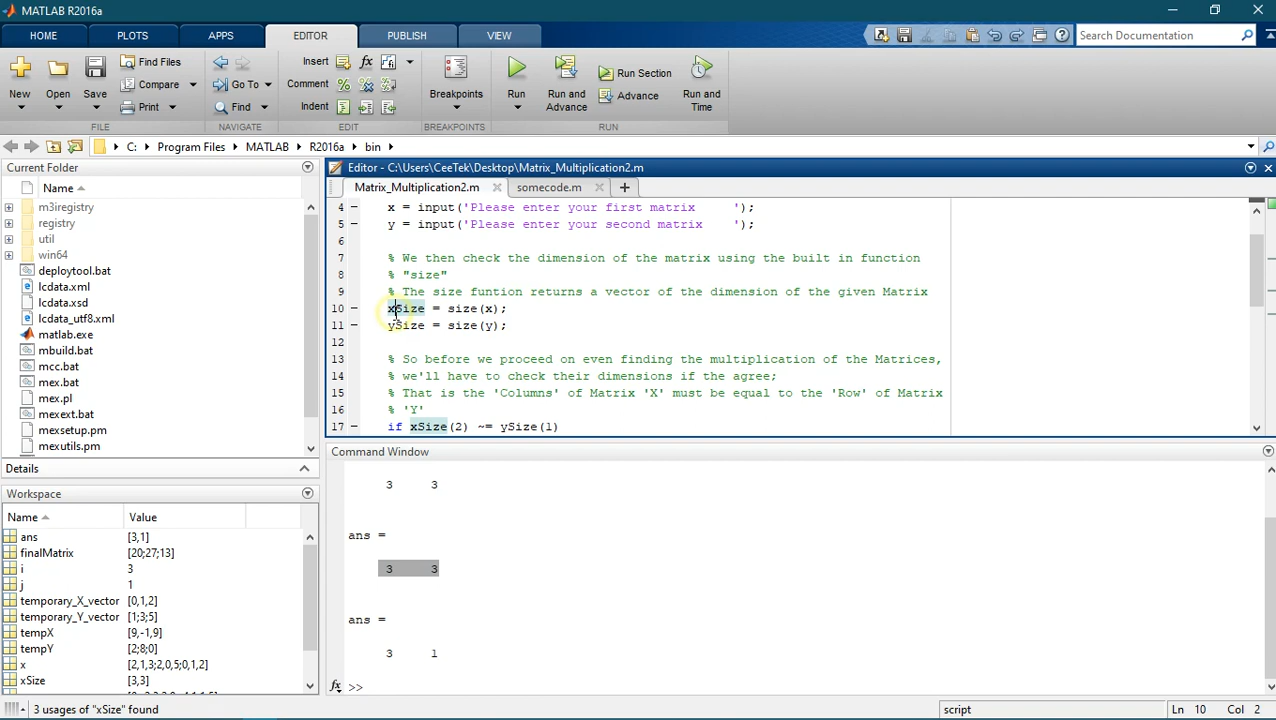 MATLAB R2016a
HOME PLOTS APPS EDITOR PUBLISH VIEW Search Documentation
New Open Save Find Files Compare Print Go To Find Insert fx Comment % Indent Breakpoints Run Run and Advance Run Section Advance Run and Time
FILE NAVIGATE EDIT BREAKPOINTS RUN
C: Program Files MATLAB R2016a bin
Current Folder
Name
m3iregistry
registry
util
win64
deploytool.bat
lcdata.xml
lcdata.xsd
lcdata_utf8.xml
matlab.exe
mbuild.bat
mcc.bat
mex.bat
mex.pl
mexext.bat
mexsetup.pm
mexutils.pm
Details
Workspace
Name Value
ans [3,1]
finalMatrix [20;27;13]
i 3
j 1
temporary_X_vector [0,1,2]
temporary_Y_vector [1;3;5]
tempX [9,-1,9]
tempY [2;8;0]
x [2,1,3;2,0,5;0,1,2]
xSize [3,3]
Editor - C:\Users\CeeTek\Desktop\Matrix_Multiplication2.m
Matrix_Multiplication2.m somecode.m
4 – x = input('Please enter your first matrix    ');
5 – y = input('Please enter your second matrix    ');
6
7 % We then check the dimension of the matrix using the built in function
8 % "size"
9 % The size funtion returns a vector of the dimension of the given Matrix
10 – xSize = size(x);
11 – ySize = size(y);
12
13 % So before we proceed on even finding the multiplication of the Matrices,
14 % we'll have to check their dimensions if the agree;
15 % That is the 'Columns' of Matrix 'X' must be equal to the 'Row' of Matrix
16 % 'Y'
17 – if xSize(2) ~= ySize(1)
Command Window
3 3
ans =
3 3
ans =
3 1
fx >>
3 usages of "xSize" found script Ln 10 Col 2